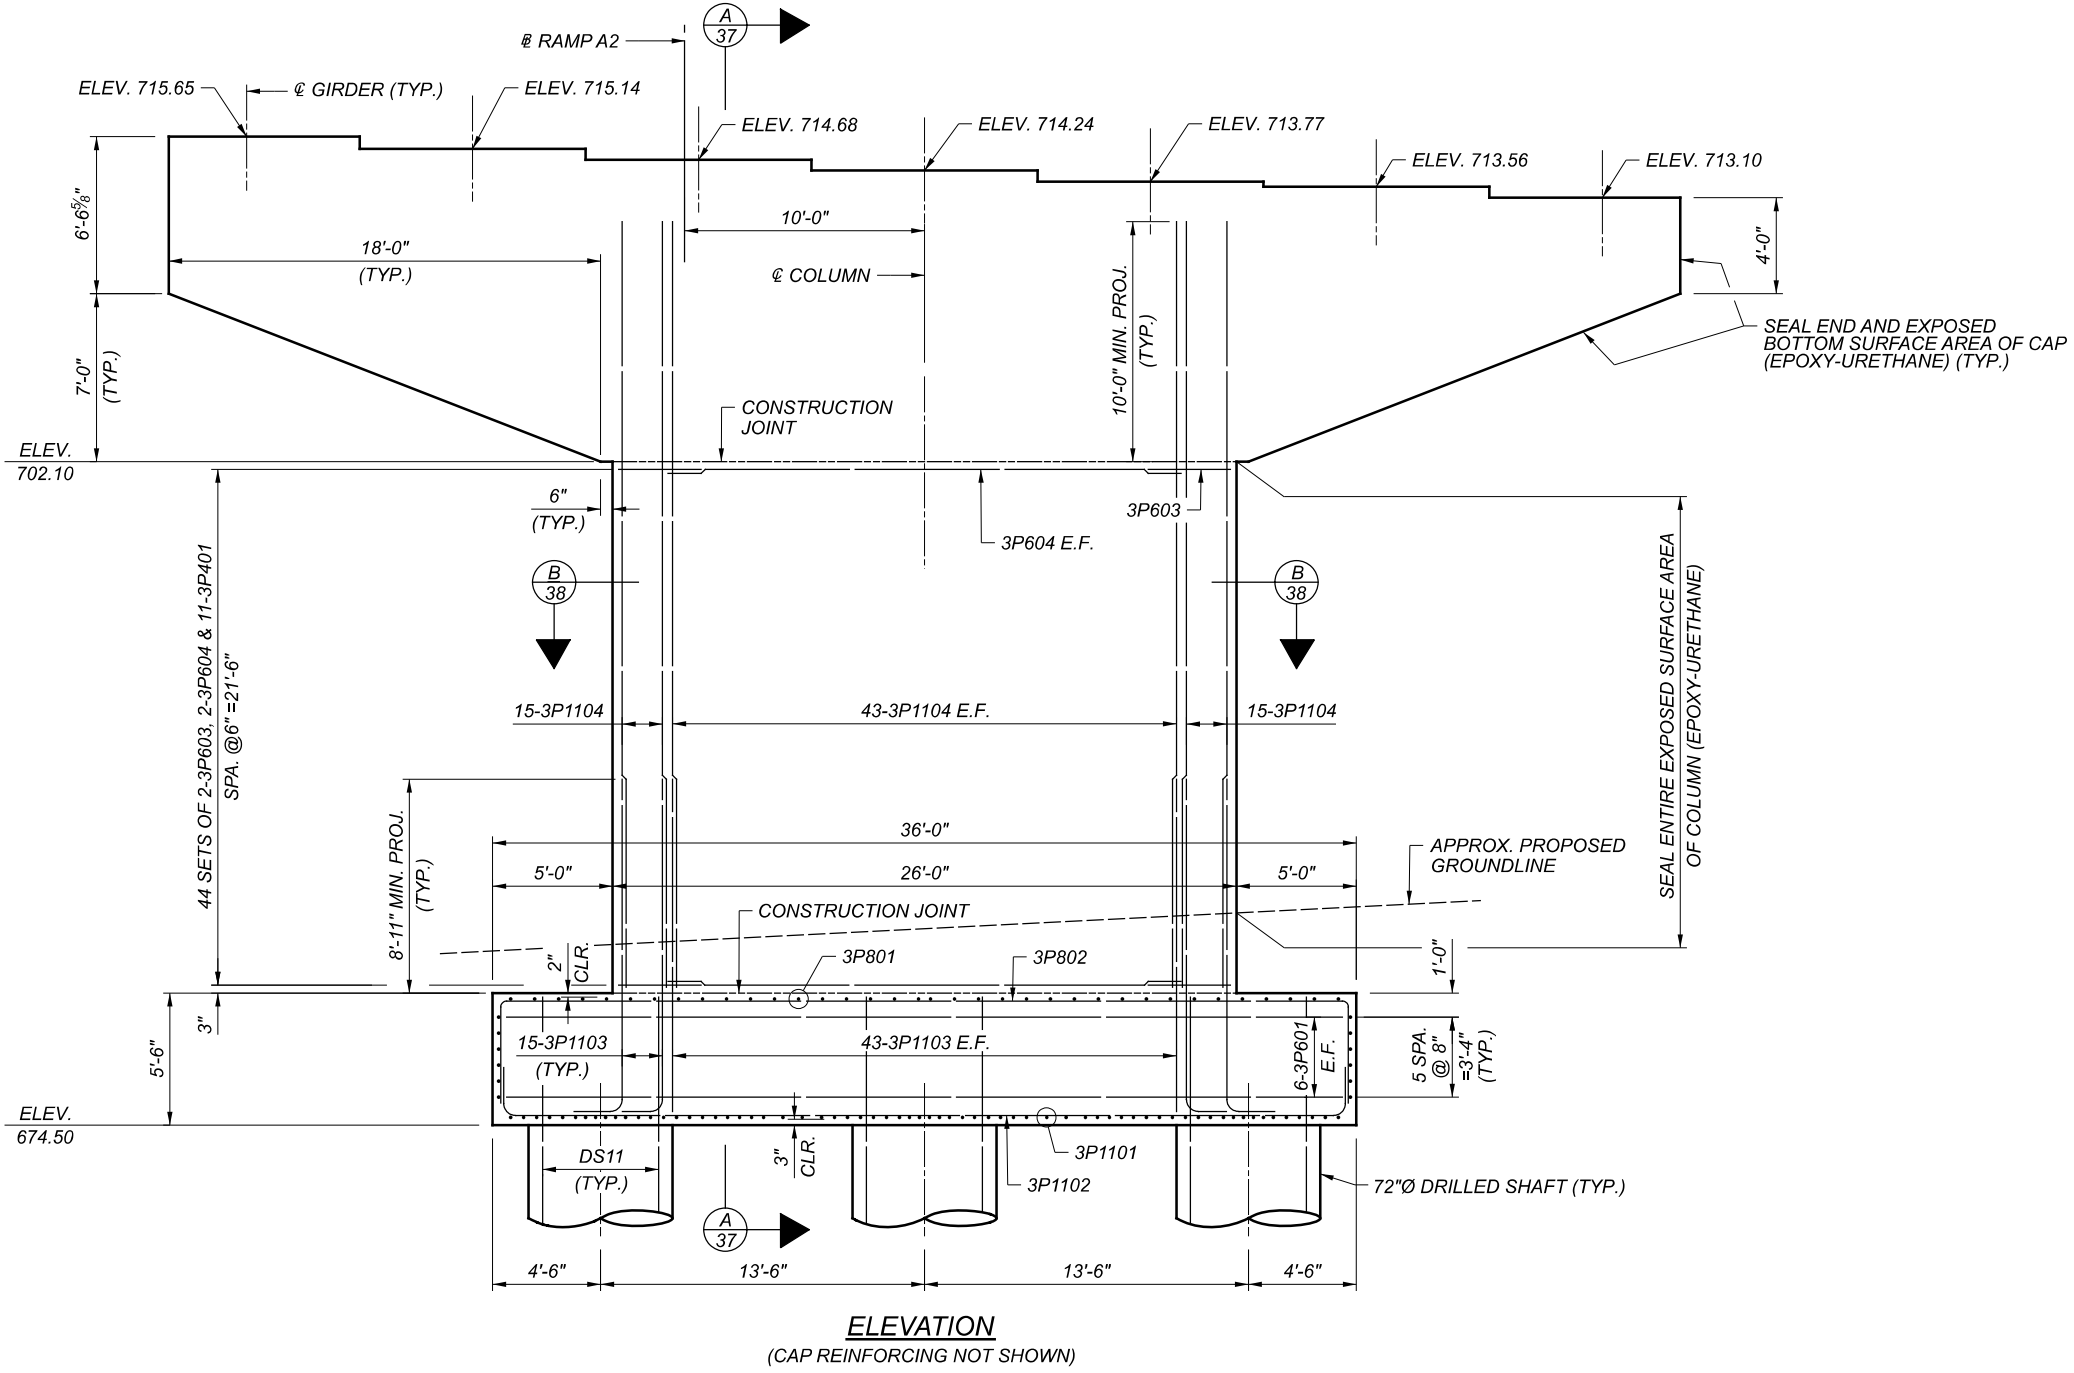 A
37
⅊ RAMP A2
ELEV. 715.65
℄ GIRDER (TYP.)
ELEV. 715.14
ELEV. 714.68
ELEV. 714.24
ELEV. 713.77
ELEV. 713.56
ELEV. 713.10
6'-6⅝"
18'-0"
(TYP.)
10'-0"
℄ COLUMN
10'-0" MIN. PROJ.
(TYP.)
4'-0"
SEAL END AND EXPOSED
BOTTOM SURFACE AREA OF CAP
(EPOXY-URETHANE) (TYP.)
7'-0"
(TYP.)
CONSTRUCTION
JOINT
ELEV.
702.10
6"
(TYP.)
3P603
3P604 E.F.
B
38
B
38
44 SETS OF 2-3P603, 2-3P604 & 11-3P401
SPA. @6" =21'-6"
SEAL ENTIRE EXPOSED SURFACE AREA
OF COLUMN (EPOXY-URETHANE)
15-3P1104
43-3P1104 E.F.
15-3P1104
8'-11" MIN. PROJ.
(TYP.)
36'-0"
5'-0"
26'-0"
5'-0"
APPROX. PROPOSED
GROUNDLINE
CONSTRUCTION JOINT
2"
CLR.
3P801
3P802
1'-0"
3"
5'-6"
15-3P1103
(TYP.)
43-3P1103 E.F.
6-3P601
E.F.
5 SPA.
@ 8"
=3'-4"
(TYP.)
ELEV.
674.50
DS11
(TYP.)
3"
CLR.
3P1101
3P1102
72"Ø DRILLED SHAFT (TYP.)
A
37
4'-6"
13'-6"
13'-6"
4'-6"
ELEVATION
(CAP REINFORCING NOT SHOWN)